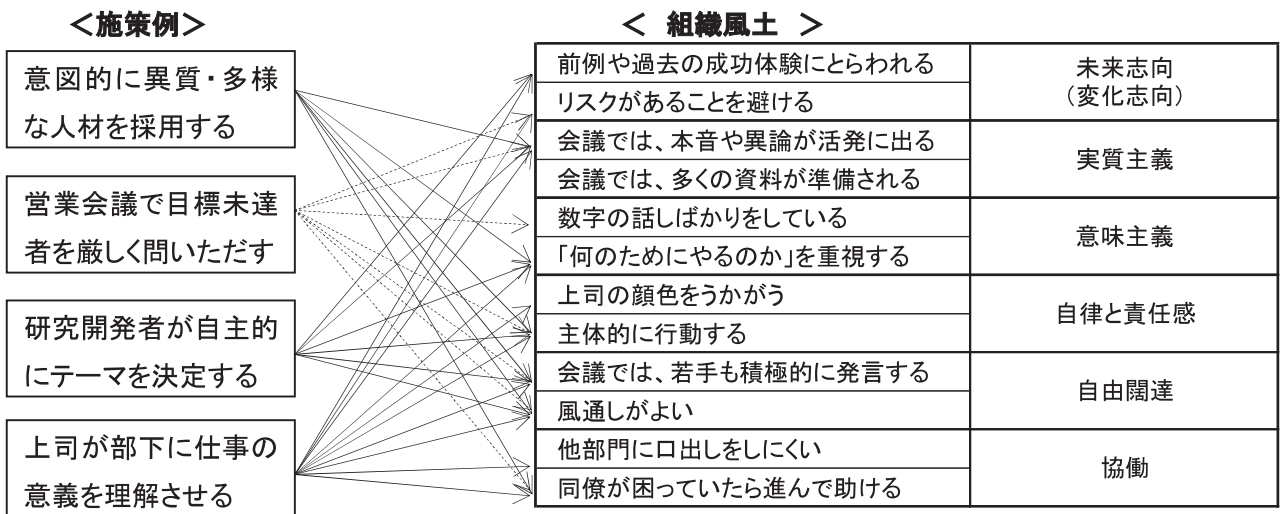 ＜施策例＞
意図的に異質・多様
な人材を採用する
営業会議で目標未達
者を厳しく問いただす
研究開発者が自主的
にテーマを決定する
上司が部下に仕事の
意義を理解させる
＜ 組織風土 ＞
前例や過去の成功体験にとらわれる
リスクがあることを避ける
未来志向
（変化志向）
会議では、本音や異論が活発に出る
会議では、多くの資料が準備される
実質主義
数字の話しばかりをしている
「何のためにやるのか」を重視する
意味主義
上司の顔色をうかがう
主体的に行動する
自律と責任感
会議では、若手も積極的に発言する
風通しがよい
自由闊達
他部門に口出しをしにくい
同僚が困っていたら進んで助ける
協働